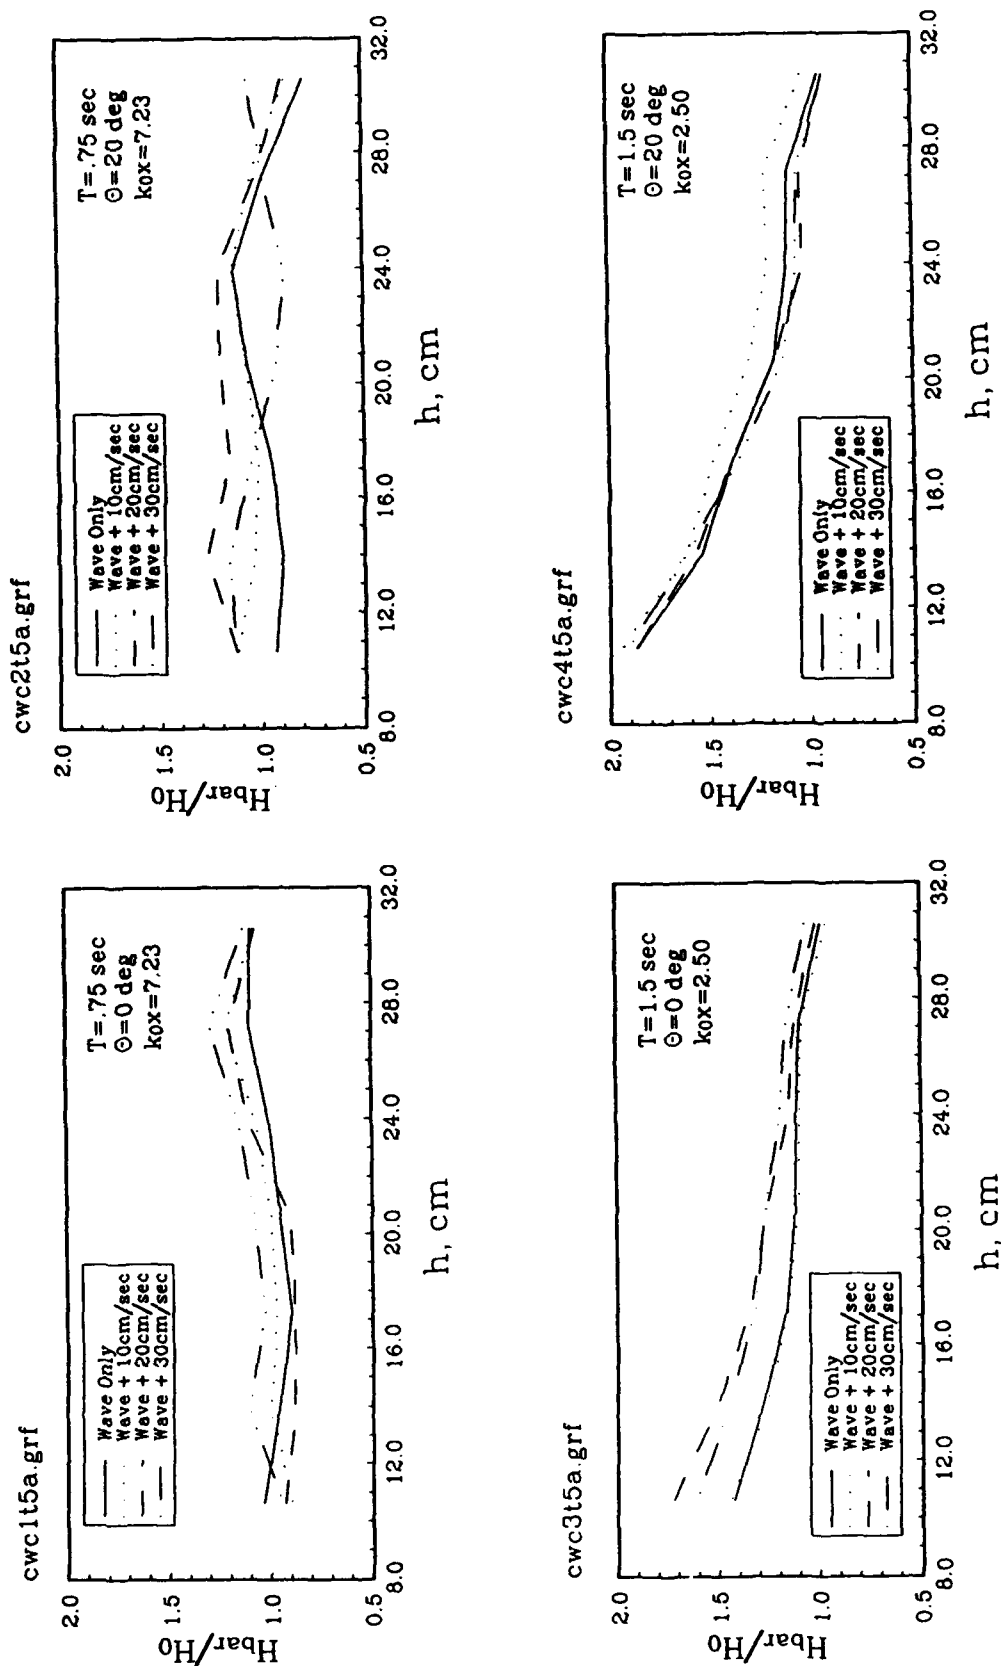 cwc1t5a.grf
Wave Only
Wave + 10cm/sec
Wave + 20cm/sec
Wave + 30cm/sec
T=.75 sec
Θ=0 deg
k0x=7.23
2.0
1.5
1.0
0.5
Hbar/H0
8.0 12.0 16.0 20.0 24.0 28.0 32.0
h, cm
cwc2t5a.grf
Wave Only
Wave + 10cm/sec
Wave + 20cm/sec
Wave + 30cm/sec
T=.75 sec
Θ=20 deg
k0x=7.23
2.0
1.5
1.0
0.5
Hbar/H0
8.0 12.0 16.0 20.0 24.0 28.0 32.0
h, cm
cwc3t5a.grf
Wave Only
Wave + 10cm/sec
Wave + 20cm/sec
Wave + 30cm/sec
T=1.5 sec
Θ=0 deg
k0x=2.50
2.0
1.5
1.0
0.5
Hbar/H0
8.0 12.0 16.0 20.0 24.0 28.0 32.0
h, cm
cwc4t5a.grf
Wave Only
Wave + 10cm/sec
Wave + 20cm/sec
Wave + 30cm/sec
T=1.5 sec
Θ=20 deg
k0x=2.50
2.0
1.5
1.0
0.5
Hbar/H0
8.0 12.0 16.0 20.0 24.0 28.0 32.0
h, cm